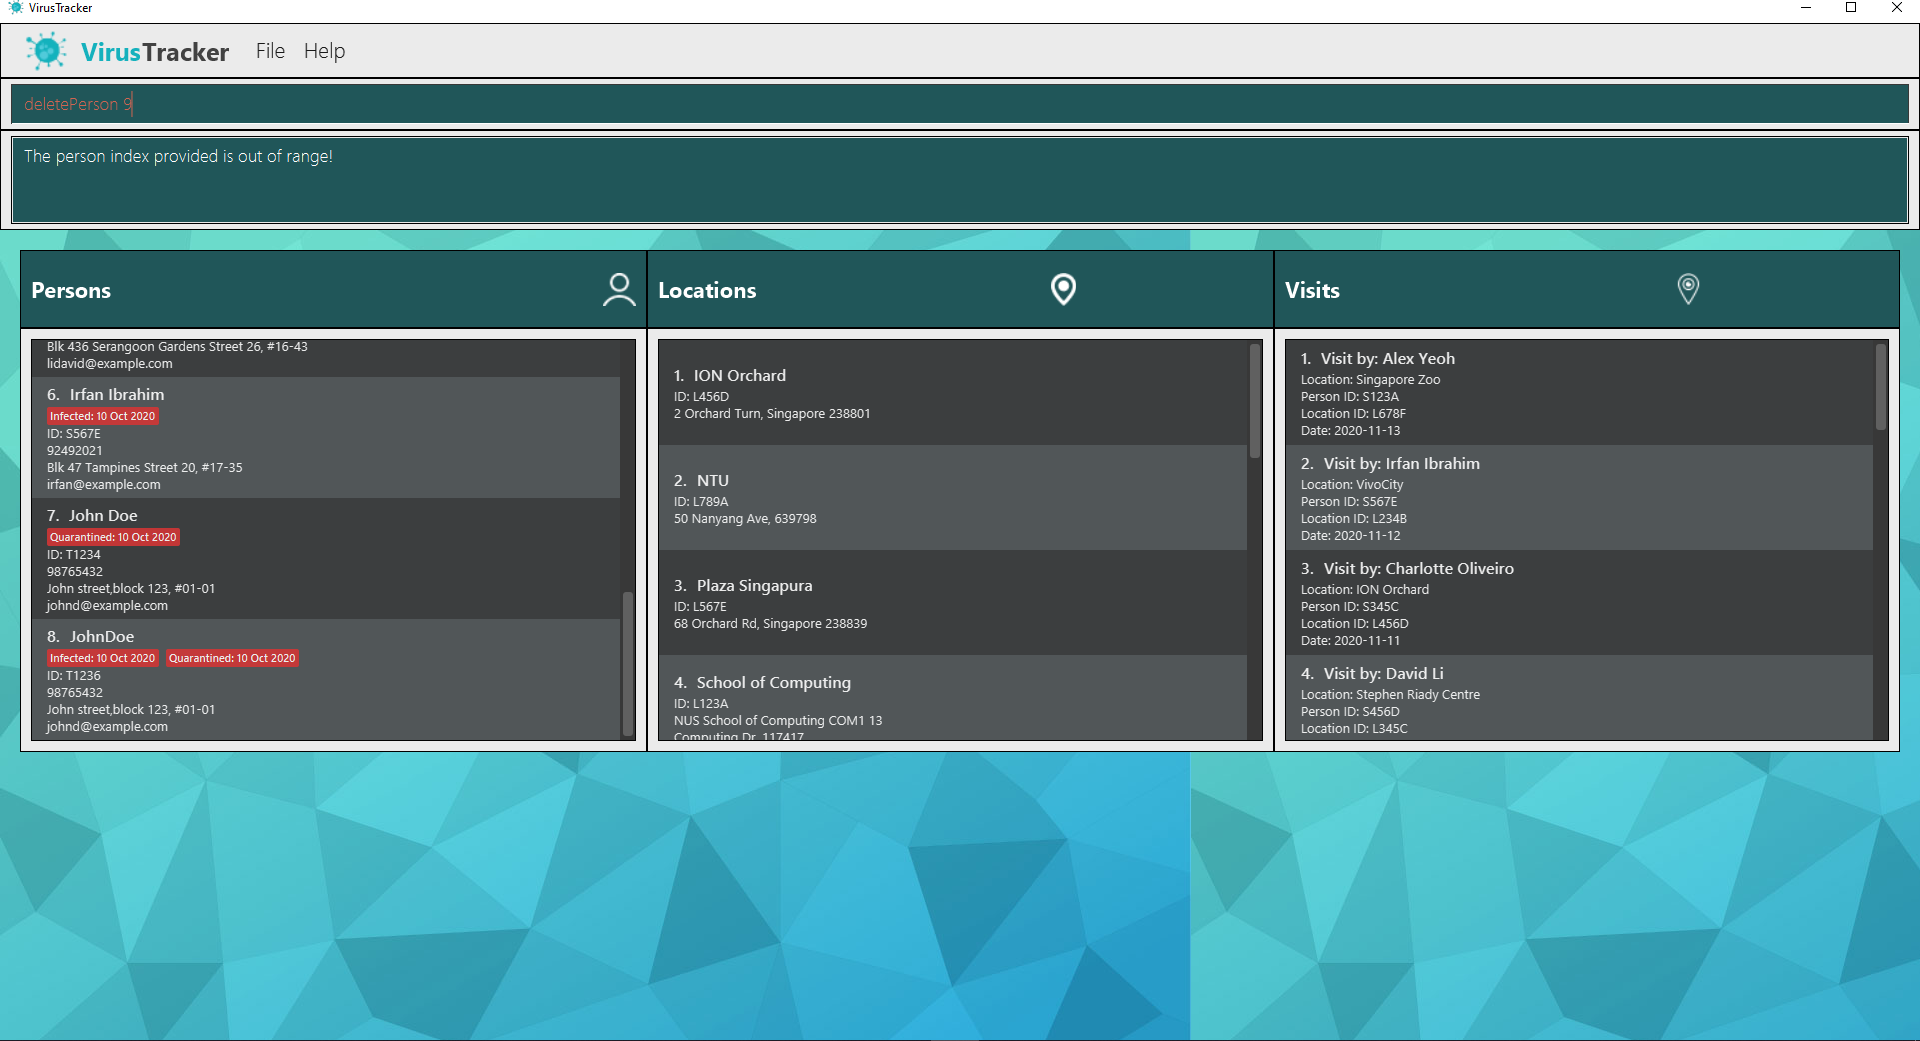 VirusTracker
VirusTracker File Help
deletePerson 9
The person index provided is out of range!
Persons
Blk 436 Serangoon Gardens Street 26, #16-43
lidavid@example.com
6. Irfan Ibrahim
Infected: 10 Oct 2020
ID: S567E
92492021
Blk 47 Tampines Street 20, #17-35
irfan@example.com
7. John Doe
Quarantined: 10 Oct 2020
ID: T1234
98765432
John street,block 123, #01-01
johnd@example.com
8. JohnDoe
Infected: 10 Oct 2020 Quarantined: 10 Oct 2020
ID: T1236
98765432
John street,block 123, #01-01
johnd@example.com
Locations
1. ION Orchard
ID: L456D
2 Orchard Turn, Singapore 238801
2. NTU
ID: L789A
50 Nanyang Ave, 639798
3. Plaza Singapura
ID: L567E
68 Orchard Rd, Singapore 238839
4. School of Computing
ID: L123A
NUS School of Computing COM1 13
Computing Dr, 117417
Visits
1. Visit by: Alex Yeoh
Location: Singapore Zoo
Person ID: S123A
Location ID: L678F
Date: 2020-11-13
2. Visit by: Irfan Ibrahim
Location: VivoCity
Person ID: S567E
Location ID: L234B
Date: 2020-11-12
3. Visit by: Charlotte Oliveiro
Location: ION Orchard
Person ID: S345C
Location ID: L456D
Date: 2020-11-11
4. Visit by: David Li
Location: Stephen Riady Centre
Person ID: S456D
Location ID: L345C